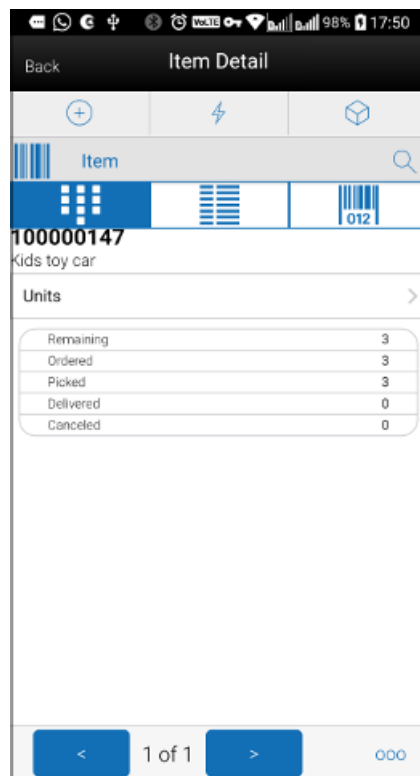 VoLTE 98% 17:50
Back Item Detail
Item
012
100000147
Kids toy car
Units
Remaining 3
Ordered 3
Picked 3
Delivered 0
Canceled 0
< 1 of 1 >